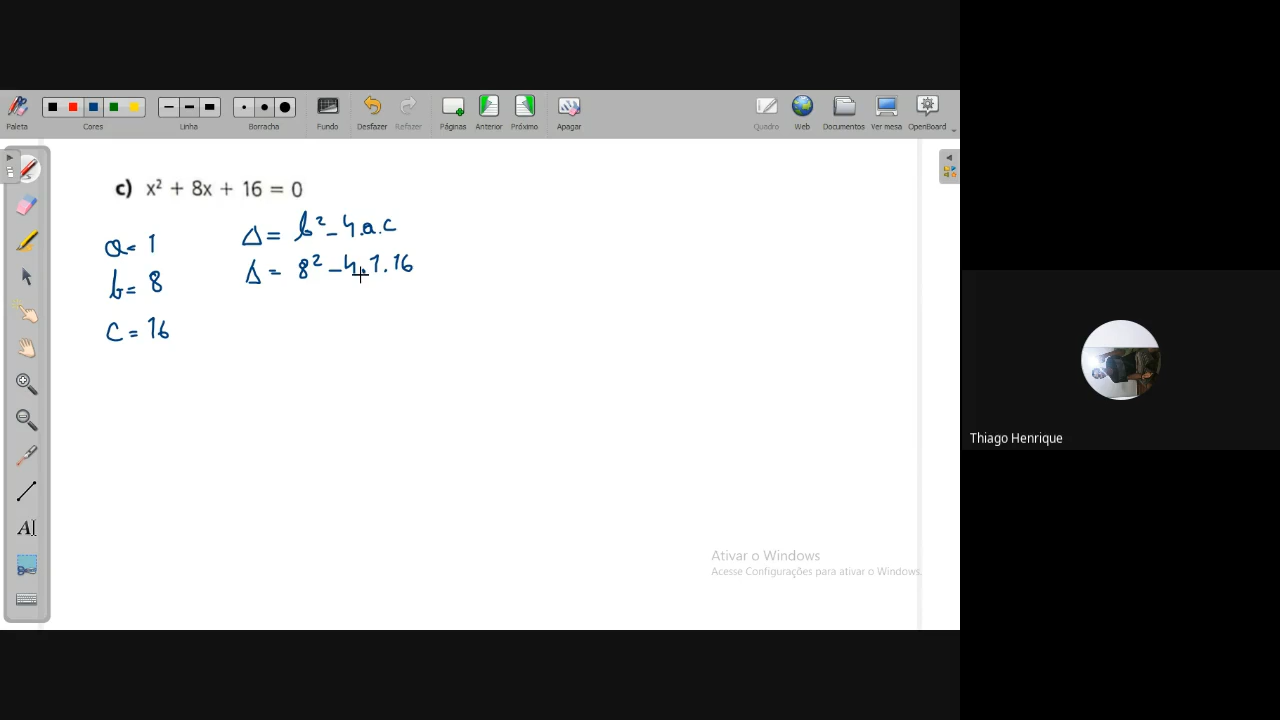 Paleta
Cores
Linha
Borracha
Fundo
Desfazer
Refazer
Páginas
Anterior
Próximo
Apagar
Quadro
Web
Documentos
Ver mesa
OpenBoard
c) x² + 8x + 16 = 0
a= 1
b= 8
c = 16
Δ = b² - 4.a.c
Δ = 8² - 4.1.16
A
Thiago Henrique
Ativar o Windows
Acesse Configurações para ativar o Windows.